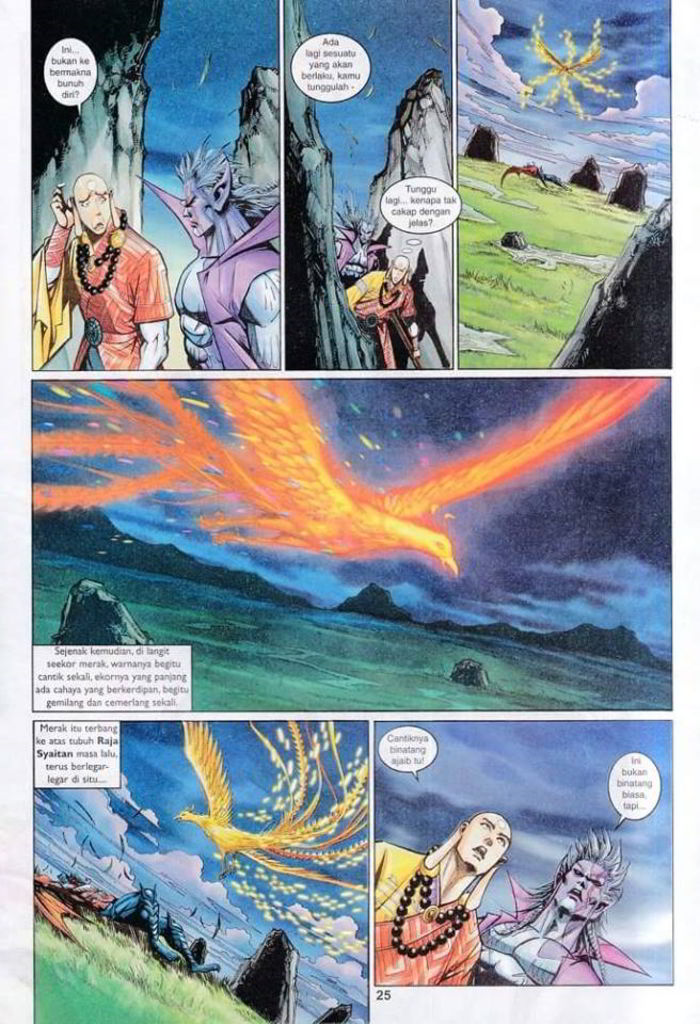 Ini...
bukan ke
bermakna
bunuh
diri?
Ada
lagi sesuatu
yang akan
berlaku, kamu
tunggulah -
Tunggu
lagi... kenapa tak
cakap dengan
jelas?
Sejenak kemudian, di langit
seekor merak, warnanya begitu
cantik sekali, ekornya yang panjang
ada cahaya yang berkerdipan, begitu
gemilang dan cemerlang sekali.
Merak itu terbang
ke atas tubuh Raja
Syaitan masa lalu,
terus berlegar-
legar di situ....
Cantiknya
binatang
ajaib tu!
Ini
bukan
binatang
biasa,
tapi...
25